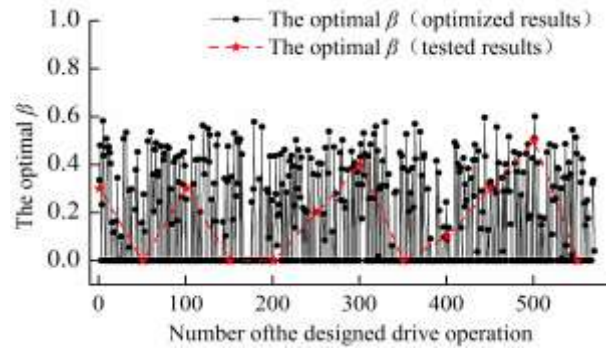 The optimal β（optimized results）
The optimal β（tested results）
1.0
0.8
0.6
0.4
0.2
0.0
The optimal β
0 100 200 300 400 500
Number ofthe designed drive operation